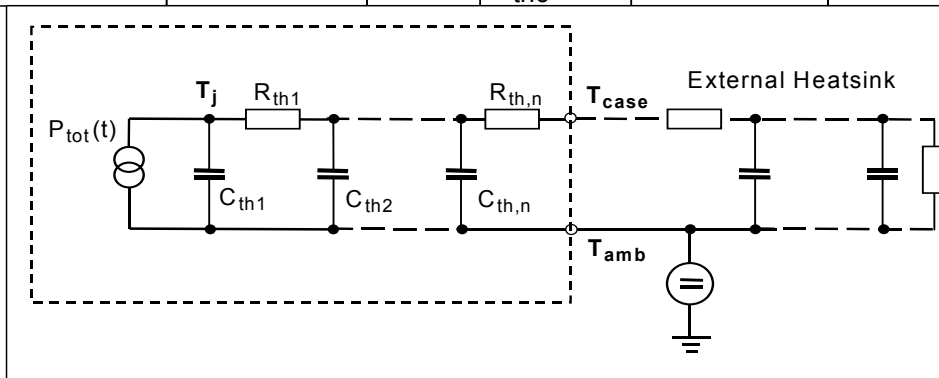 External Heatsink
Tj Rth1 Rth,n Tcase
Ptot(t)
Cth1 Cth2 Cth,n
Tamb